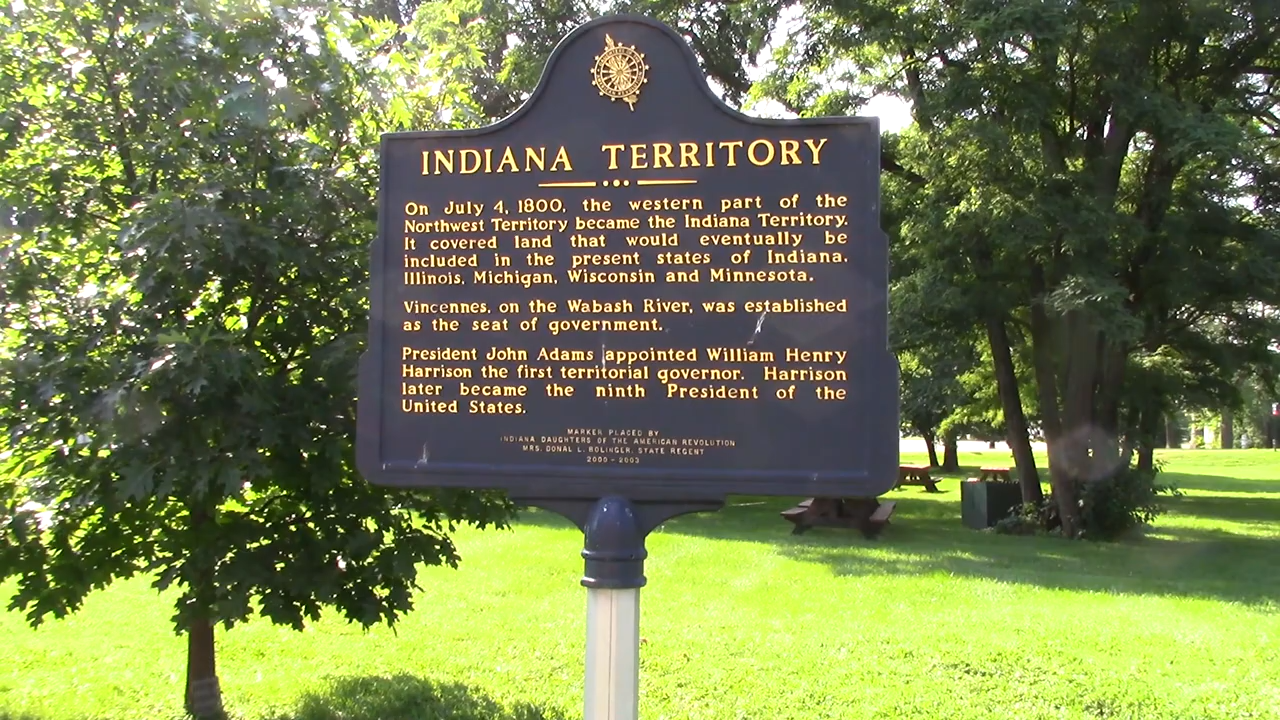 INDIANA TERRITORY
On July 4, 1800, the western part of the
Northwest Territory became the Indiana Territory.
It covered land that would eventually be
included in the present states of Indiana,
Illinois, Michigan, Wisconsin and Minnesota.
Vincennes, on the Wabash River, was established
as the seat of government.
President John Adams appointed William Henry
Harrison the first territorial governor. Harrison
later became the ninth President of the
United States.
MARKER PLACED BY
INDIANA DAUGHTERS OF THE AMERICAN REVOLUTION
MRS. DONAL L. BOLINGER, STATE REGENT
2000 - 2003